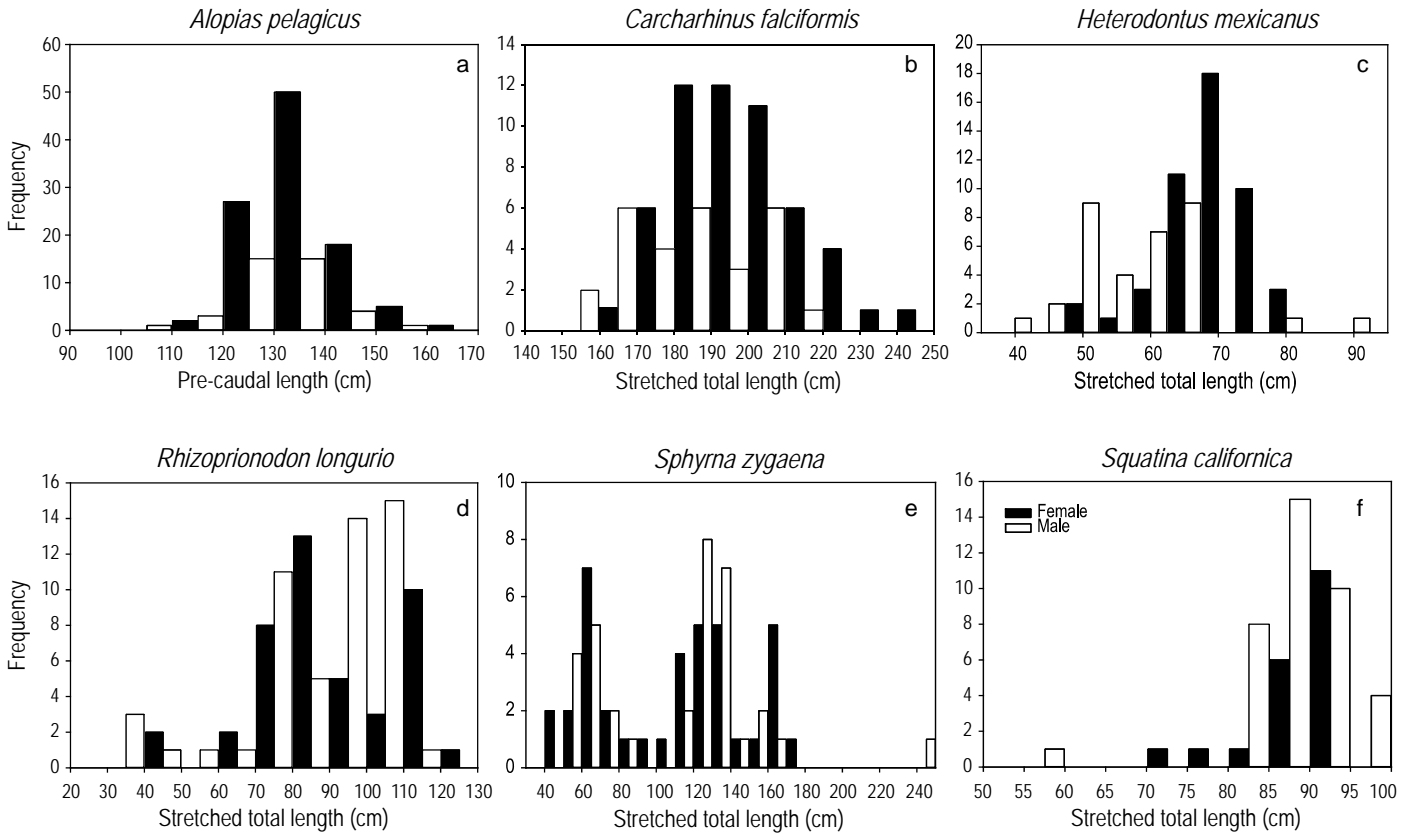 Alopias pelagicus
Carcharhinus falciformis
Heterodontus mexicanus
a
60
50
40
30
20
10
0
Frequency
90 100 110 120 130 140 150 160 170
Pre-caudal length (cm)
b
14
12
10
8
6
4
2
0
140 150 160 170 180 190 200 210 220 230 240 250
Stretched total length (cm)
c
20
18
16
14
12
10
8
6
4
2
0
40 50 60 70 80 90
Stretched total length (cm)
Rhizoprionodon longurio
Sphyrna zygaena
Squatina californica
d
16
14
12
10
8
6
4
2
0
Frequency
20 30 40 50 60 70 80 90 100 110 120 130
Stretched total length (cm)
e
10
8
6
4
2
0
40 60 80 100 120 140 160 180 200 220 240
Stretched total length (cm)
f
Female
Male
16
14
12
10
8
6
4
2
0
50 55 60 65 70 75 80 85 90 95 100
Stretched total length (cm)